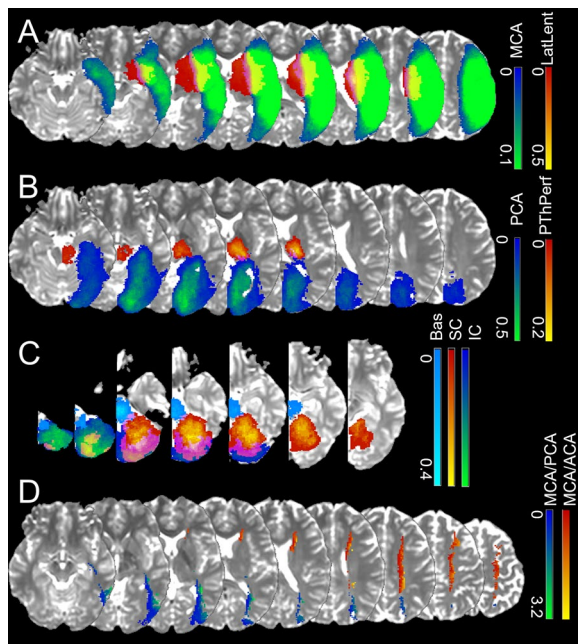 A
0
0
MCA
LatLent
0.1
0.5
B
0
0
PCA
PThPerf
0.5
0.2
C
0
Bas
SC
IC
0.4
D
0
MCA/PCA
MCA/ACA
3.2